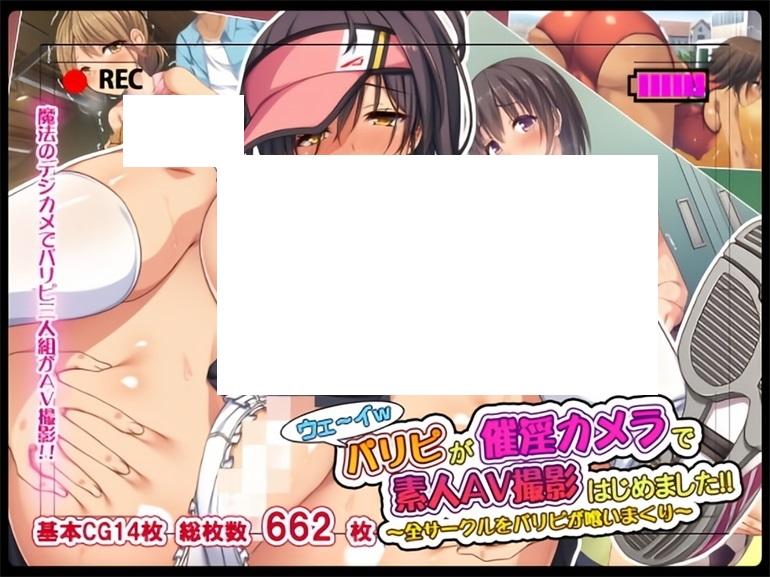 REC
魔法のデジカメでパリピ三人組がAV撮影!!
ウェ～イw
パリピが催淫カメラで
素人AV撮影はじめました!!
～全サークルをパリピが喰いまくり～
基本CG14枚 総枚数 662 枚